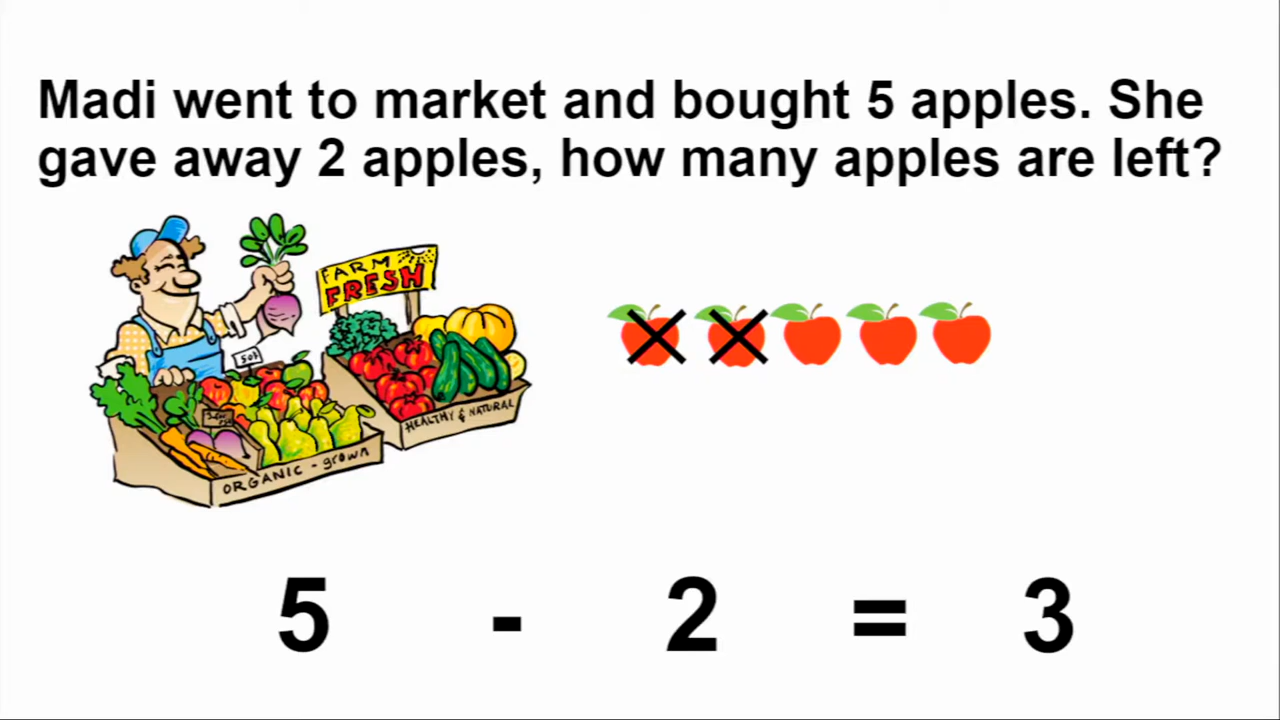 Madi went to market and bought 5 apples. She
gave away 2 apples, how many apples are left?
FARM
FRESH
50¢
HEALTHY & NATURAL
ORGANIC - grown
5 - 2 = 3